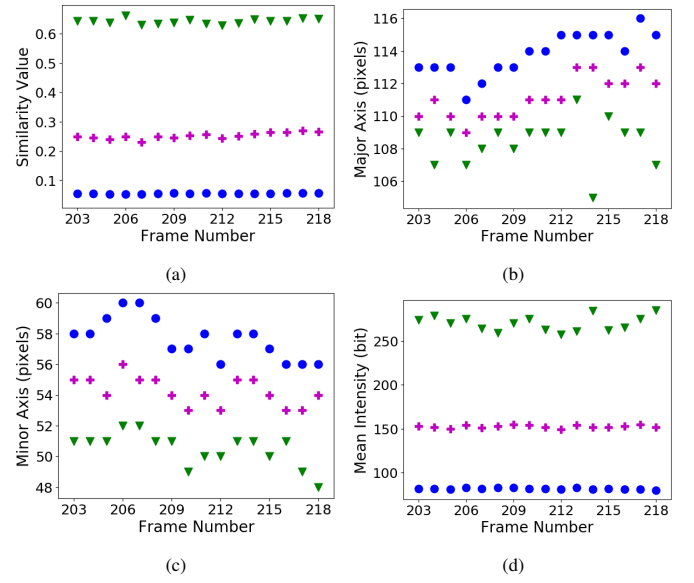 Similarity Value
0.6
0.5
0.4
0.3
0.2
0.1
203 206 209 212 215 218
Frame Number
(a)
Major Axis (pixels)
116
114
112
110
108
106
203 206 209 212 215 218
Frame Number
(b)
Minor Axis (pixels)
60
58
56
54
52
50
48
203 206 209 212 215 218
Frame Number
(c)
Mean Intensity (bit)
250
200
150
100
203 206 209 212 215 218
Frame Number
(d)